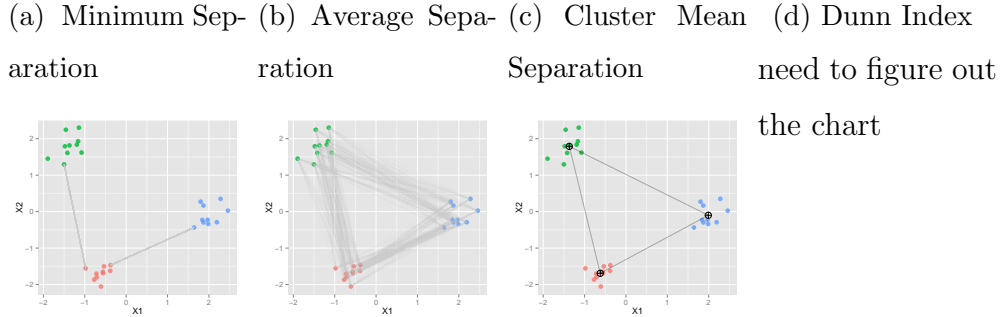 (a) Minimum Sep-
aration
(b) Average Sepa-
ration
(c) Cluster Mean
Separation
(d) Dunn Index
need to figure out
the chart
2
1
0
−1
−2
X2
−2 −1 0 1 2
X1
2
1
0
−1
−2
X2
−2 −1 0 1 2
X1
2
1
0
−1
−2
X2
−2 −1 0 1 2
X1